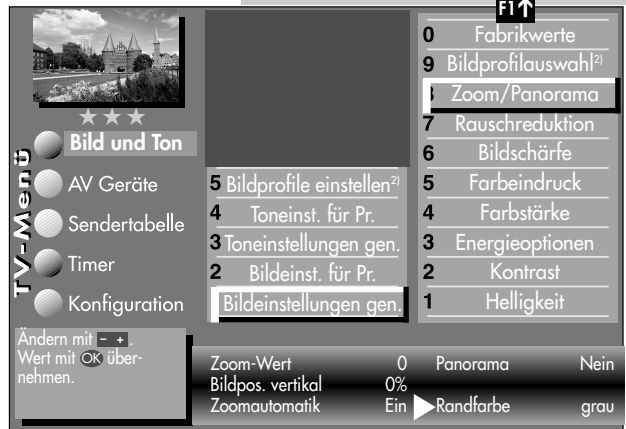 F1↑
TV-Menü
Bild und Ton
AV Geräte
Sendertabelle
Timer
Konfiguration
5 Bildprofile einstellen2)
4 Toneinst. für Pr.
3 Toneinstellungen gen.
2 Bildeinst. für Pr.
Bildeinstellungen gen.
0 Fabrikwerte
9 Bildprofilauswahl2)
8 Zoom/Panorama
7 Rauschreduktion
6 Bildschärfe
5 Farbeindruck
4 Farbstärke
3 Energieoptionen
2 Kontrast
1 Helligkeit
Ändern mit - + .
Wert mit OK über-
nehmen.
Zoom-Wert 0 Panorama Nein
Bildpos. vertikal 0%
Zoomautomatik Ein Randfarbe grau